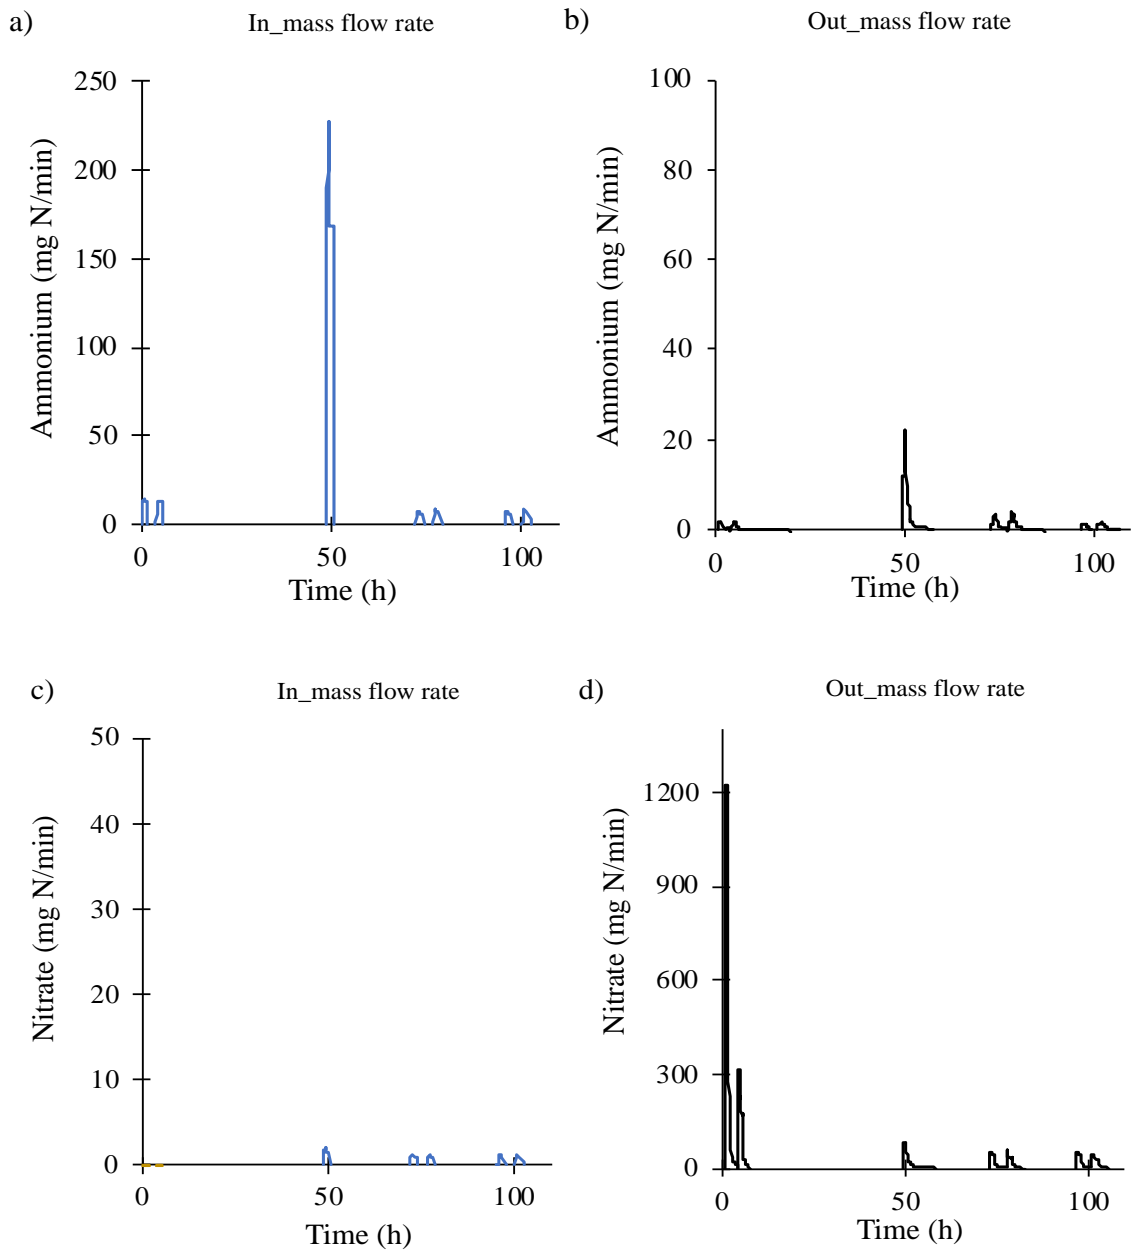 a)
In_mass flow rate
Ammonium (mg N/min)
250
200
150
100
50
0
0
50
100
Time (h)
b)
Out_mass flow rate
Ammonium (mg N/min)
100
80
60
40
20
0
0
50
100
Time (h)
c)
In_mass flow rate
Nitrate (mg N/min)
50
40
30
20
10
0
0
50
100
Time (h)
d)
Out_mass flow rate
Nitrate (mg N/min)
1200
900
600
300
0
0
50
100
Time (h)